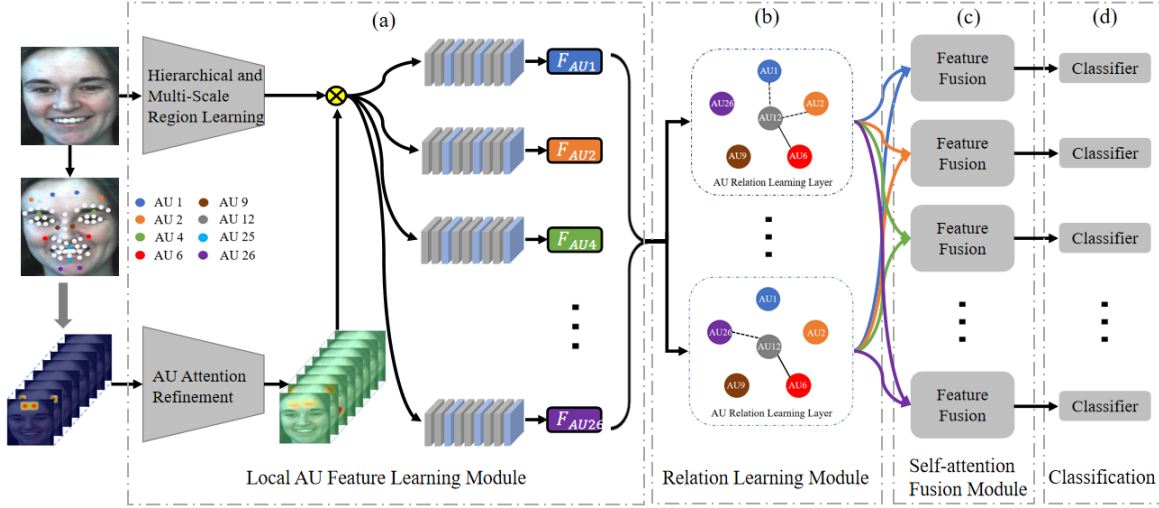 (a)
(b)
(c)
(d)
Hierarchical and
Multi-Scale
Region Learning
F_AU1
F_AU2
F_AU4
F_AU26
AU 1
AU 2
AU 4
AU 6
AU 9
AU 12
AU 25
AU 26
AU Attention
Refinement
Local AU Feature Learning Module
AU1
AU26
AU2
AU12
AU9
AU6
AU Relation Learning Layer
AU1
AU26
AU2
AU12
AU9
AU6
AU Relation Learning Layer
Relation Learning Module
Feature
Fusion
Feature
Fusion
Feature
Fusion
Feature
Fusion
Self-attention
Fusion Module
Classifier
Classifier
Classifier
Classifier
Classification